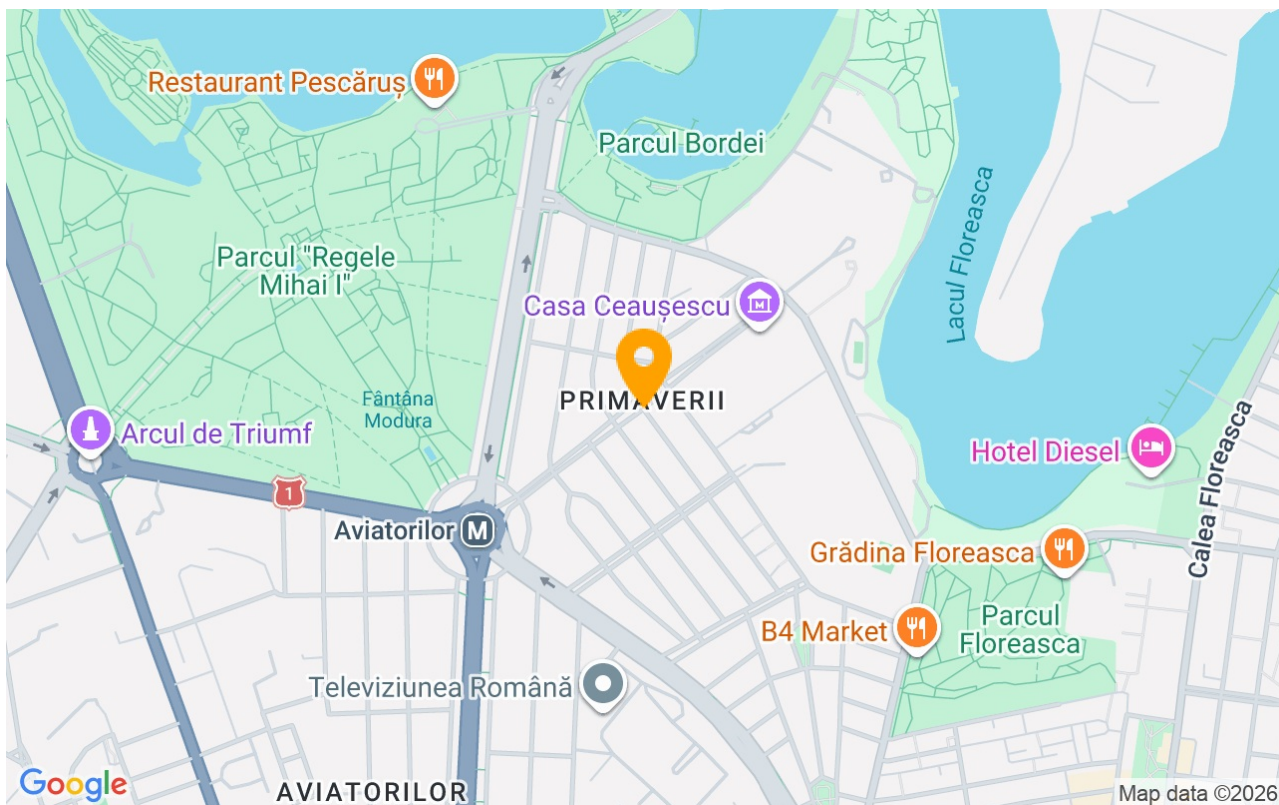 Restaurant Pescăruș
Parcul Bordei
Parcul "Regele
Mihai I"
Lacul Floreasca
Casa Ceaușescu
PRIMĂVERII
Fântâna
Modura
Arcul de Triumf
Hotel Diesel
1
Aviatorilor M
Calea Floreasca
Grădina Floreasca
B4 Market
Parcul
Floreasca
Televiziunea Română
AVIATORILOR
Google
Map data ©2026